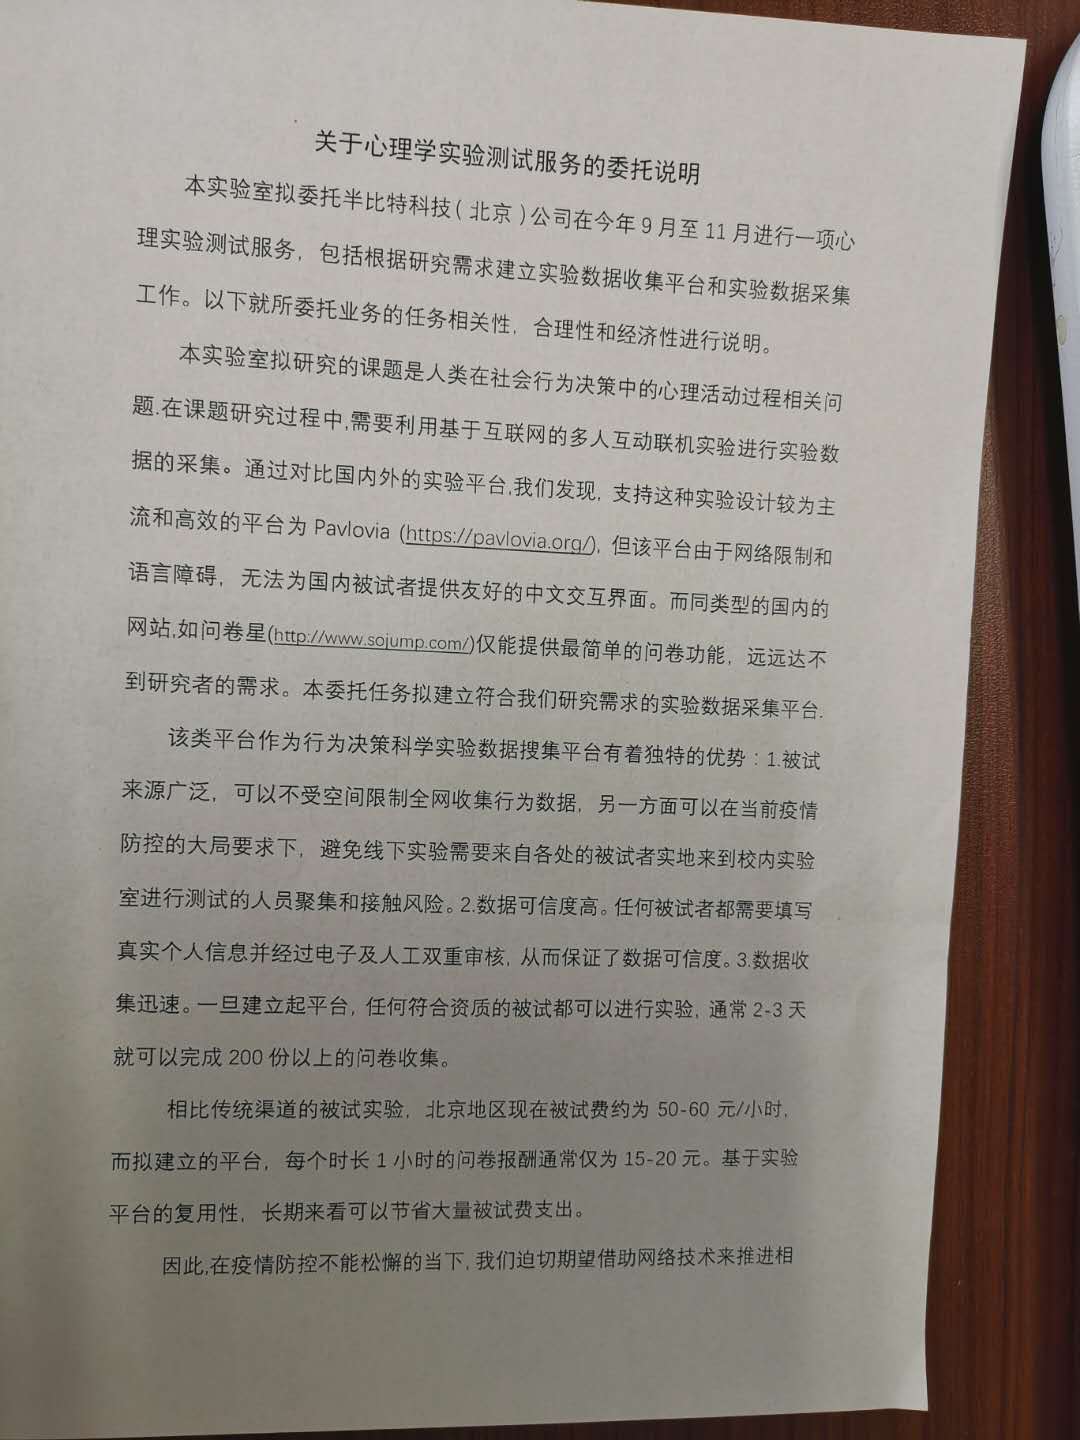 关于心理学实验测试服务的委托说明
本实验室拟委托半比特科技（北京）公司在今年 9 月至 11 月进行一项心
理实验测试服务，包括根据研究需求建立实验数据收集平台和实验数据采集
工作。以下就所委托业务的任务相关性，合理性和经济性进行说明。
本实验室拟研究的课题是人类在社会行为决策中的心理活动过程相关问
题.在课题研究过程中,需要利用基于互联网的多人互动联机实验进行实验数
据的采集。通过对比国内外的实验平台,我们发现，支持这种实验设计较为主
流和高效的平台为 Pavlovia (https://pavlovia.org/)，但该平台由于网络限制和
语言障碍，无法为国内被试者提供友好的中文交互界面。而同类型的国内的
网站,如问卷星(http://www.sojump.com/)仅能提供最简单的问卷功能，远远达不
到研究者的需求。本委托任务拟建立符合我们研究需求的实验数据采集平台.
该类平台作为行为决策科学实验数据搜集平台有着独特的优势：1.被试
来源广泛，可以不受空间限制全网收集行为数据，另一方面可以在当前疫情
防控的大局要求下，避免线下实验需要来自各处的被试者实地来到校内实验
室进行测试的人员聚集和接触风险。2.数据可信度高。任何被试者都需要填写
真实个人信息并经过电子及人工双重审核，从而保证了数据可信度。3.数据收
集迅速。一旦建立起平台，任何符合资质的被试都可以进行实验，通常 2-3 天
就可以完成 200 份以上的问卷收集。
相比传统渠道的被试实验，北京地区现在被试费约为 50-60 元/小时，
而拟建立的平台，每个时长 1 小时的问卷报酬通常仅为 15-20 元。基于实验
平台的复用性，长期来看可以节省大量被试费支出。
因此,在疫情防控不能松懈的当下,我们迫切期望借助网络技术来推进相